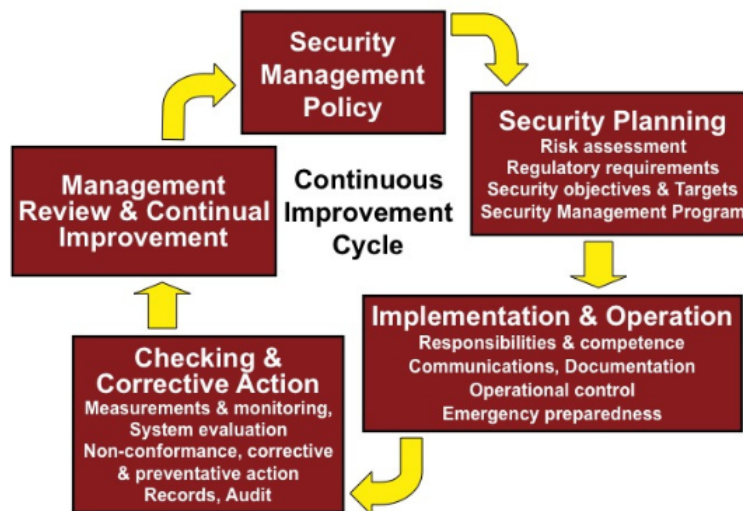 Security
Management
Policy
Security Planning
Risk assessment
Regulatory requirements
Security objectives & Targets
Security Management Program
Implementation & Operation
Responsibilities & competence
Communications, Documentation
Operational control
Emergency preparedness
Checking &
Corrective Action
Measurements & monitoring,
System evaluation
Non-conformance, corrective
& preventative action
Records, Audit
Management
Review & Continual
Improvement
Continuous
Improvement
Cycle